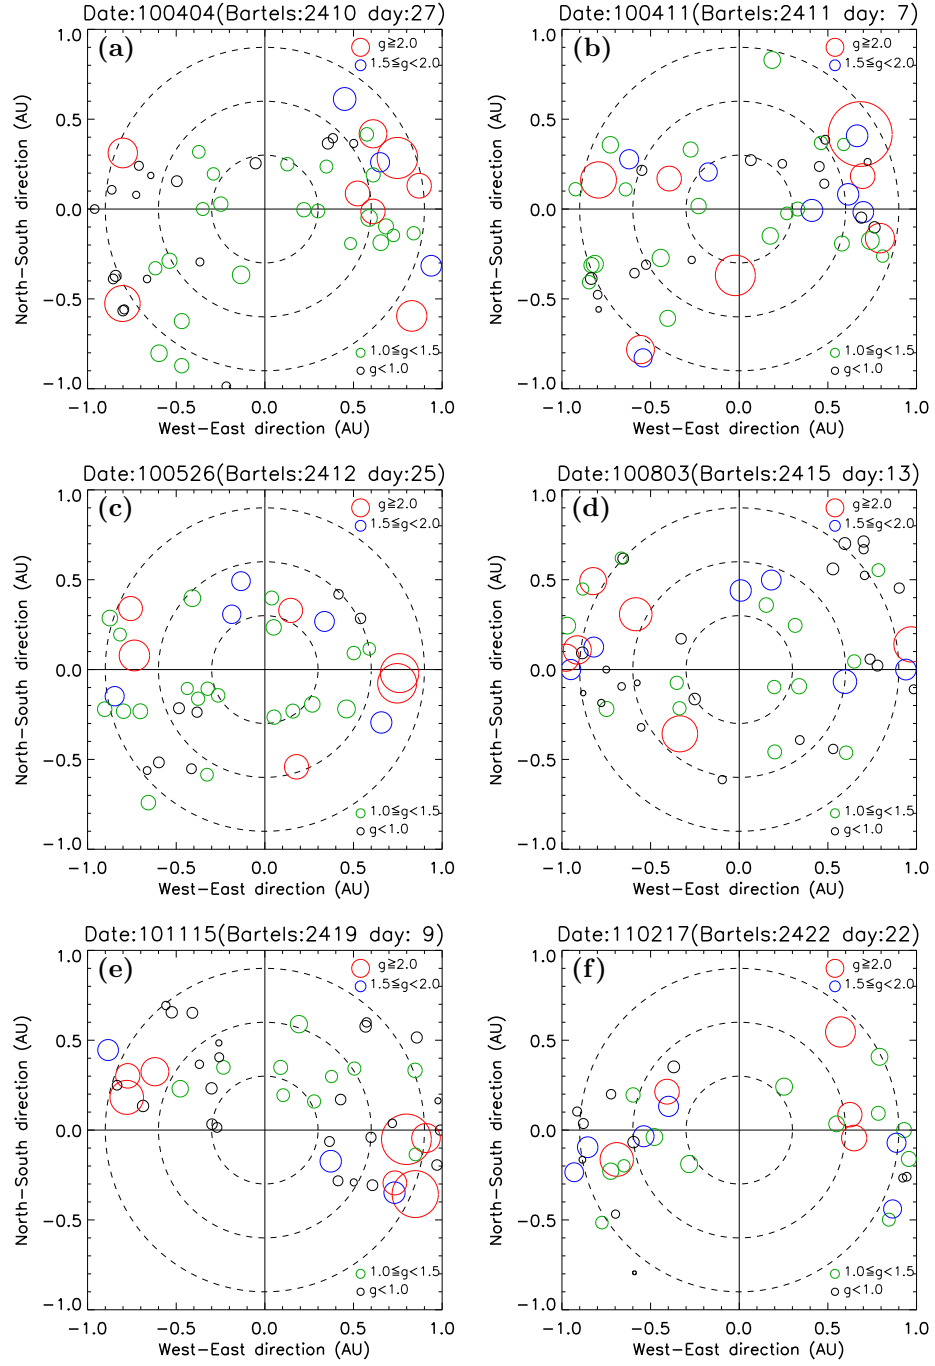 Date:100404(Bartels:2410 day:27)
(a)
g≧2.0
1.5≦g<2.0
1.0≦g<1.5
g<1.0
1.0
0.5
0.0
−0.5
−1.0
−1.0 −0.5 0.0 0.5 1.0
North−South direction (AU)
West−East direction (AU)
Date:100411(Bartels:2411 day: 7)
(b)
g≧2.0
1.5≦g<2.0
1.0≦g<1.5
g<1.0
1.0
0.5
0.0
−0.5
−1.0
−1.0 −0.5 0.0 0.5 1.0
North−South direction (AU)
West−East direction (AU)
Date:100526(Bartels:2412 day:25)
(c)
g≧2.0
1.5≦g<2.0
1.0≦g<1.5
g<1.0
1.0
0.5
0.0
−0.5
−1.0
−1.0 −0.5 0.0 0.5 1.0
North−South direction (AU)
West−East direction (AU)
Date:100803(Bartels:2415 day:13)
(d)
g≧2.0
1.5≦g<2.0
1.0≦g<1.5
g<1.0
1.0
0.5
0.0
−0.5
−1.0
−1.0 −0.5 0.0 0.5 1.0
North−South direction (AU)
West−East direction (AU)
Date:101115(Bartels:2419 day: 9)
(e)
g≧2.0
1.5≦g<2.0
1.0≦g<1.5
g<1.0
1.0
0.5
0.0
−0.5
−1.0
−1.0 −0.5 0.0 0.5 1.0
North−South direction (AU)
West−East direction (AU)
Date:110217(Bartels:2422 day:22)
(f)
g≧2.0
1.5≦g<2.0
1.0≦g<1.5
g<1.0
1.0
0.5
0.0
−0.5
−1.0
−1.0 −0.5 0.0 0.5 1.0
North−South direction (AU)
West−East direction (AU)